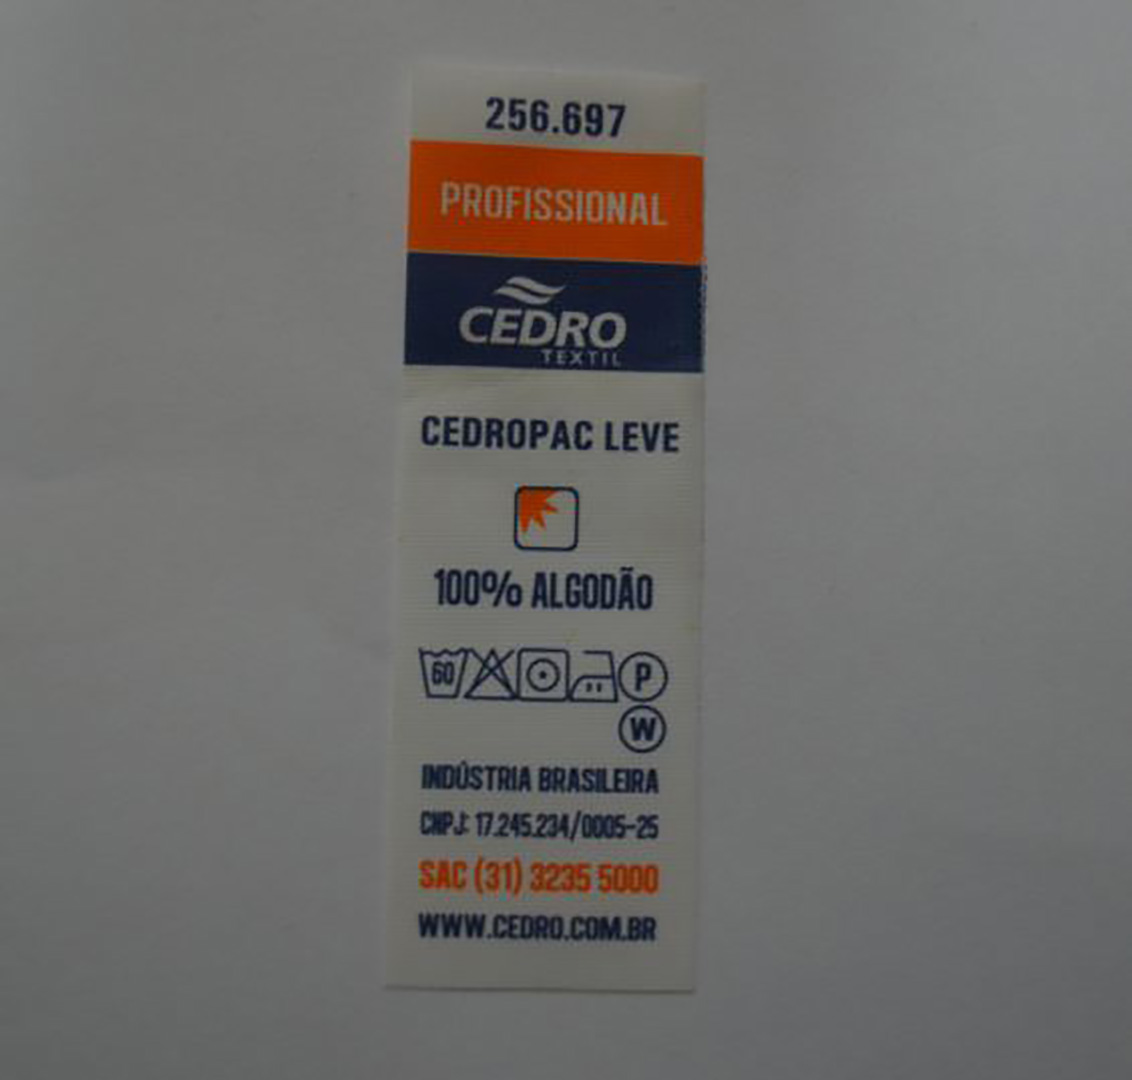 256.697
PROFISSIONAL
CEDRO
TEXTIL
CEDROPAC LEVE
100% ALGODÃO
60 P
W
INDÚSTRIA BRASILEIRA
CNPJ: 17.245.234/0005-25
SAC (31) 3235 5000
WWW.CEDRO.COM.BR